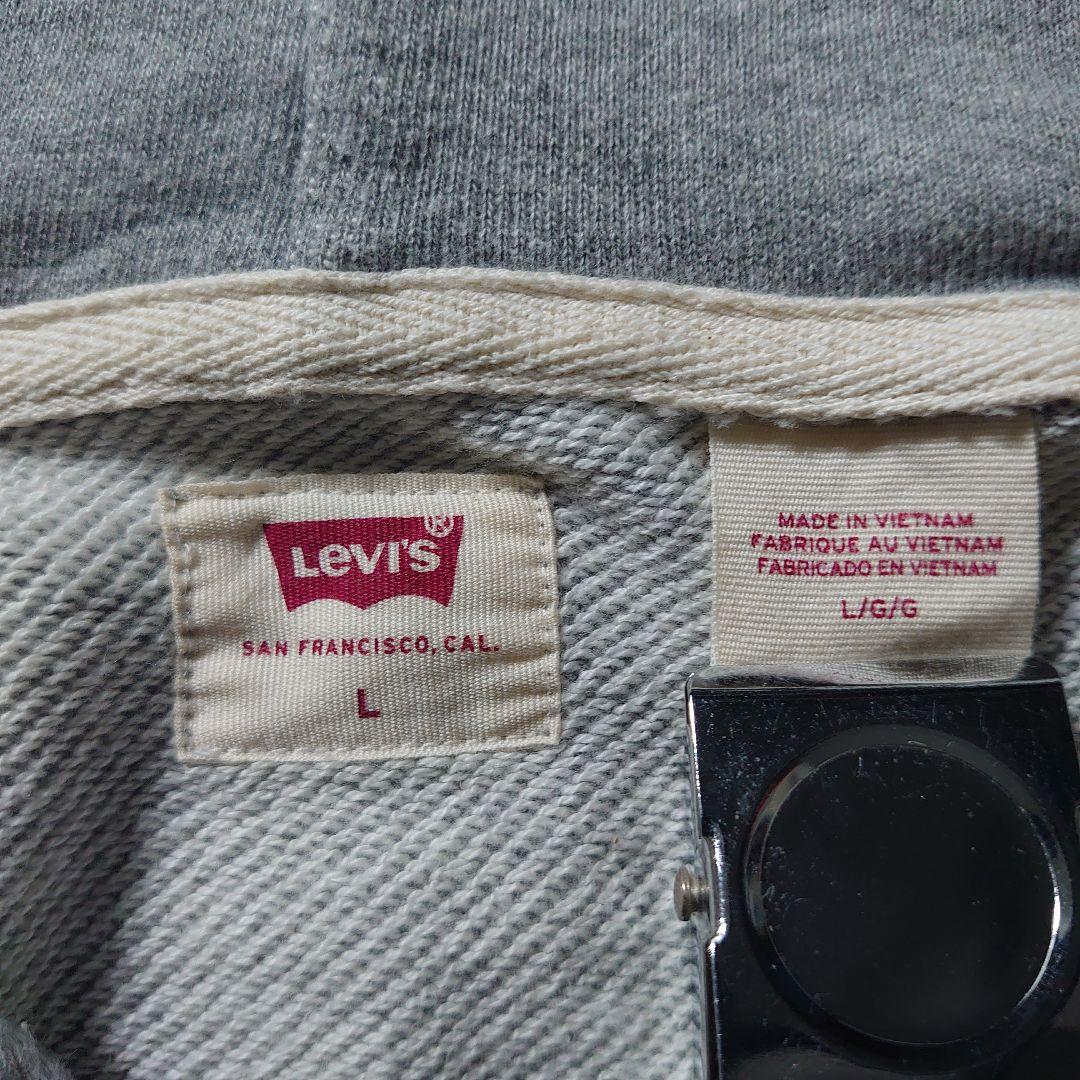 LEVI'S®
SAN FRANCISCO, CAL.
L
MADE IN VIETNAM
FABRIQUE AU VIETNAM
FABRICADO EN VIETNAM
L/G/G